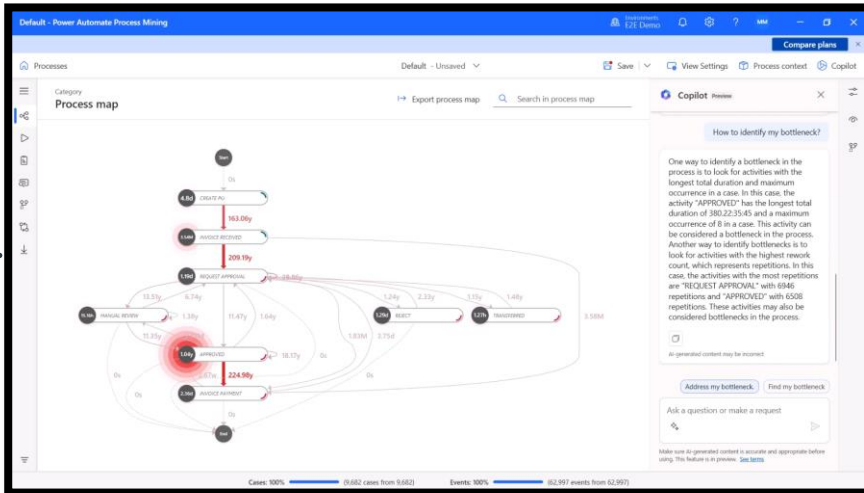 Default - Power Automate Process Mining
Environments
E2E Demo
?
MM
Compare plans
Processes
Default - Unsaved
Save
View Settings
Process context
Copilot
Category
Process map
Export process map
Search in process map
Start
0s
4.8d CREATE PO
163.06y
INVOICE RECEIVED
209.19y
REQUEST APPROVAL
13.51y
6.74y
1.24y
2.33y
1.15y
1.48y
MANUAL REVIEW
1.38y
11.47y
1.64y
REJECT
TRANSFERRED
3.58M
11.35y
1.93M
3.75d
1.04y APPROVED
18.17y
0s
0s
224.98y
0s
0s
INVOICE PAYMENT
0s
End
Cases: 100%
(9,682 cases from 9,682)
Events: 100%
(62,997 events from 62,997)
Copilot Preview
How to identify my bottleneck?
One way to identify a bottleneck in the
process is to look for activities with the
longest total duration and maximum
occurrence in a case. In this case, the
activity "APPROVED" has the longest total
duration of 380.22:35:45 and a maximum
occurrence of 8 in a case. This activity can
be considered a bottleneck in the process.
Another way to identify bottlenecks is to
look for activities with the highest rework
count, which represents repetitions. In this
case, the activities with the most repetitions
are "REQUEST APPROVAL" with 6946
repetitions and "APPROVED" with 6508
repetitions. These activities may also be
considered bottlenecks in the process.
AI-generated content may be incorrect
Address my bottleneck.
Find my bottleneck
Ask a question or make a request
Make sure AI-generated content is accurate and appropriate before
using. This feature is in preview. See terms